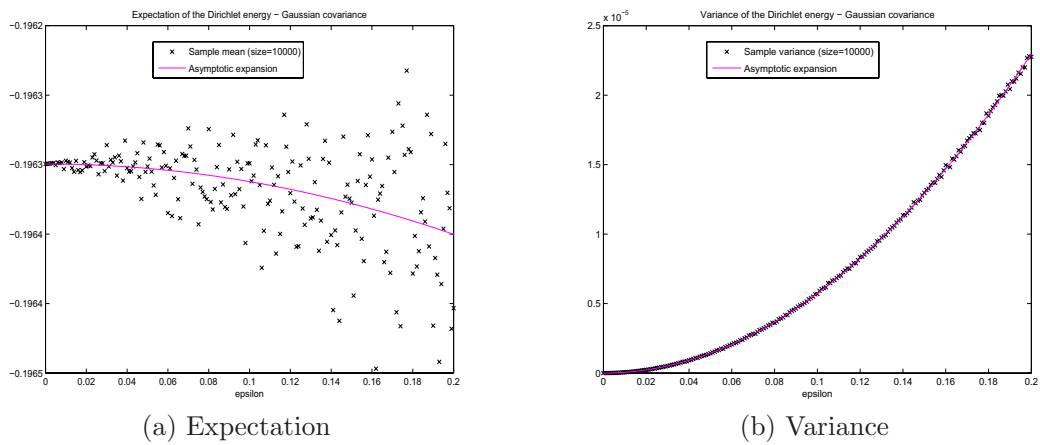 Expectation of the Dirichlet energy − Gaussian covariance
−0.1962
−0.1963
−0.1963
−0.1964
−0.1964
−0.1965
Sample mean (size=10000)
Asymptotic expansion
0 0.02 0.04 0.06 0.08 0.1 0.12 0.14 0.16 0.18 0.2
epsilon
(a) Expectation
Variance of the Dirichlet energy − Gaussian covariance
x 10⁻⁵
2.5
2
1.5
1
0.5
0
Sample variance (size=10000)
Asymptotic expansion
0 0.02 0.04 0.06 0.08 0.1 0.12 0.14 0.16 0.18 0.2
epsilon
(b) Variance